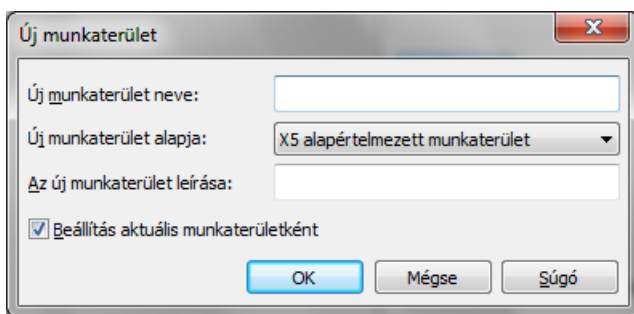 Új munkaterület
Új munkaterület neve:
Új munkaterület alapja: X5 alapértelmezett munkaterület
Az új munkaterület leírása:
Beállítás aktuális munkaterületként
OK Mégse Súgó